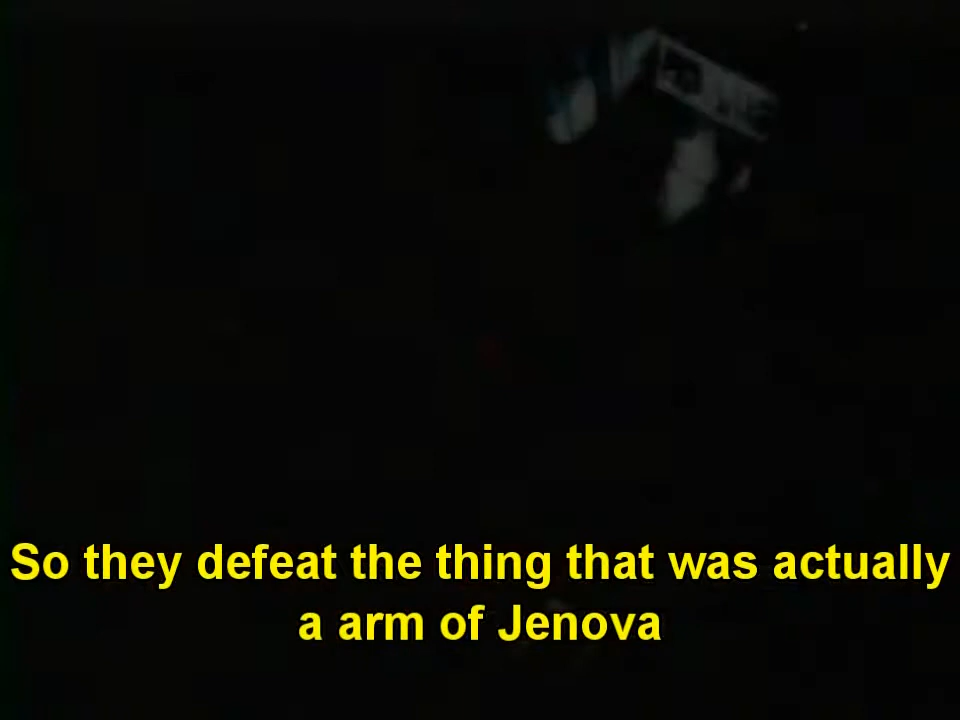 So they defeat the thing that was actually
a arm of Jenova